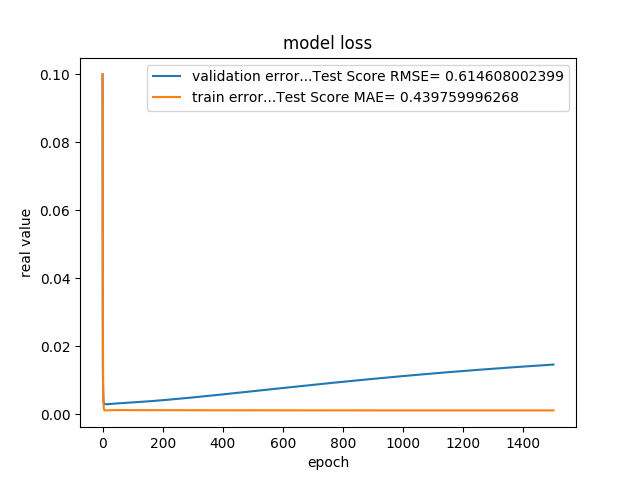 model loss
validation error...Test Score RMSE= 0.614608002399
train error...Test Score MAE= 0.439759996268
real value
0.10
0.08
0.06
0.04
0.02
0.00
0 200 400 600 800 1000 1200 1400
epoch